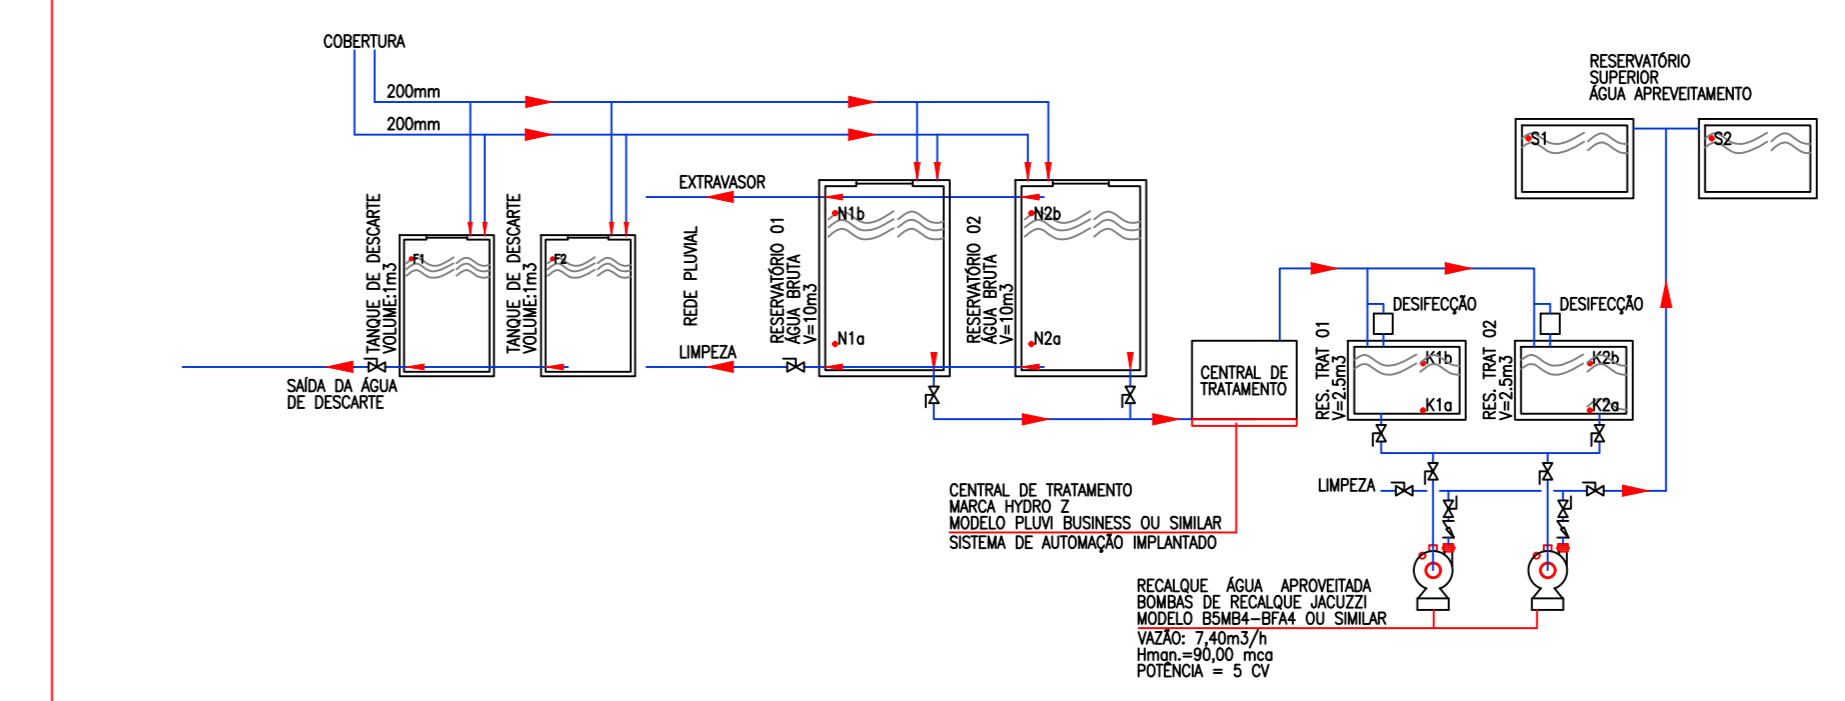 COBERTURA
200mm
200mm
RESERVATÓRIO
SUPERIOR
ÁGUA APREVEITAMENTO
S1
S2
EXTRAVASOR
TANQUE DE DESCARTE
VOLUME:1m3
F1
TANQUE DE DESCARTE
VOLUME:1m3
F2
REDE PLUVIAL
RESERVATÓRIO 01
ÁGUA BRUTA
V=10m3
N1b
N1a
RESERVATÓRIO 02
ÁGUA BRUTA
V=10m3
N2b
N2a
LIMPEZA
SAÍDA DA ÁGUA
DE DESCARTE
CENTRAL DE
TRATAMENTO
DESIFECÇÃO
DESIFECÇÃO
RES. TRAT 01
V=2.5m3
K1b
K1a
RES. TRAT 02
V=2.5m3
K2b
K2a
LIMPEZA
CENTRAL DE TRATAMENTO
MARCA HYDRO Z
MODELO PLUVI BUSINESS OU SIMILAR
SISTEMA DE AUTOMAÇÃO IMPLANTADO
RECALQUE ÁGUA APROVEITADA
BOMBAS DE RECALQUE JACUZZI
MODELO B5MB4-BFA4 OU SIMILAR
VAZÃO: 7,40m3/h
Hman.=90,00 mca
POTÊNCIA = 5 CV